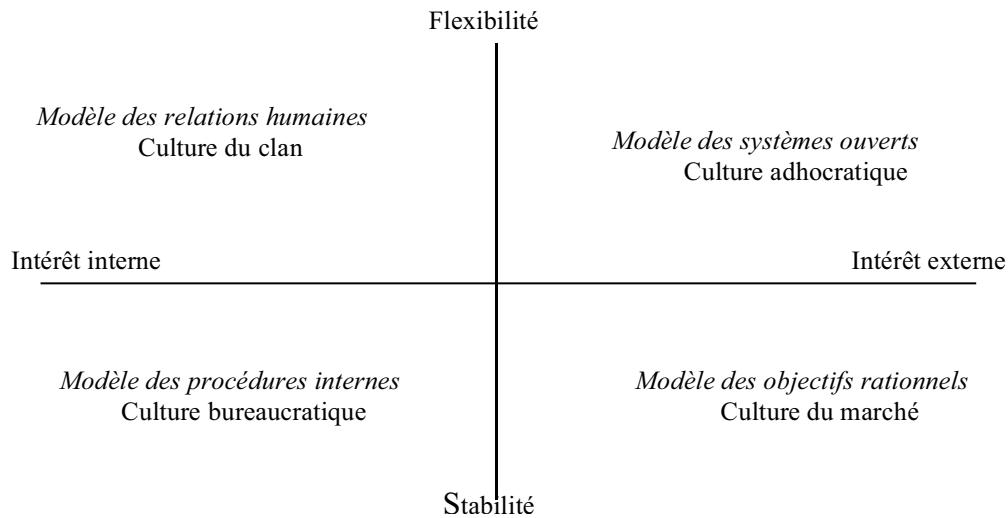 Flexibilité
Modèle des relations humaines
Culture du clan
Modèle des systèmes ouverts
Culture adhocratique
Intérêt interne
Intérêt externe
Modèle des procédures internes
Culture bureaucratique
Modèle des objectifs rationnels
Culture du marché
Stabilité